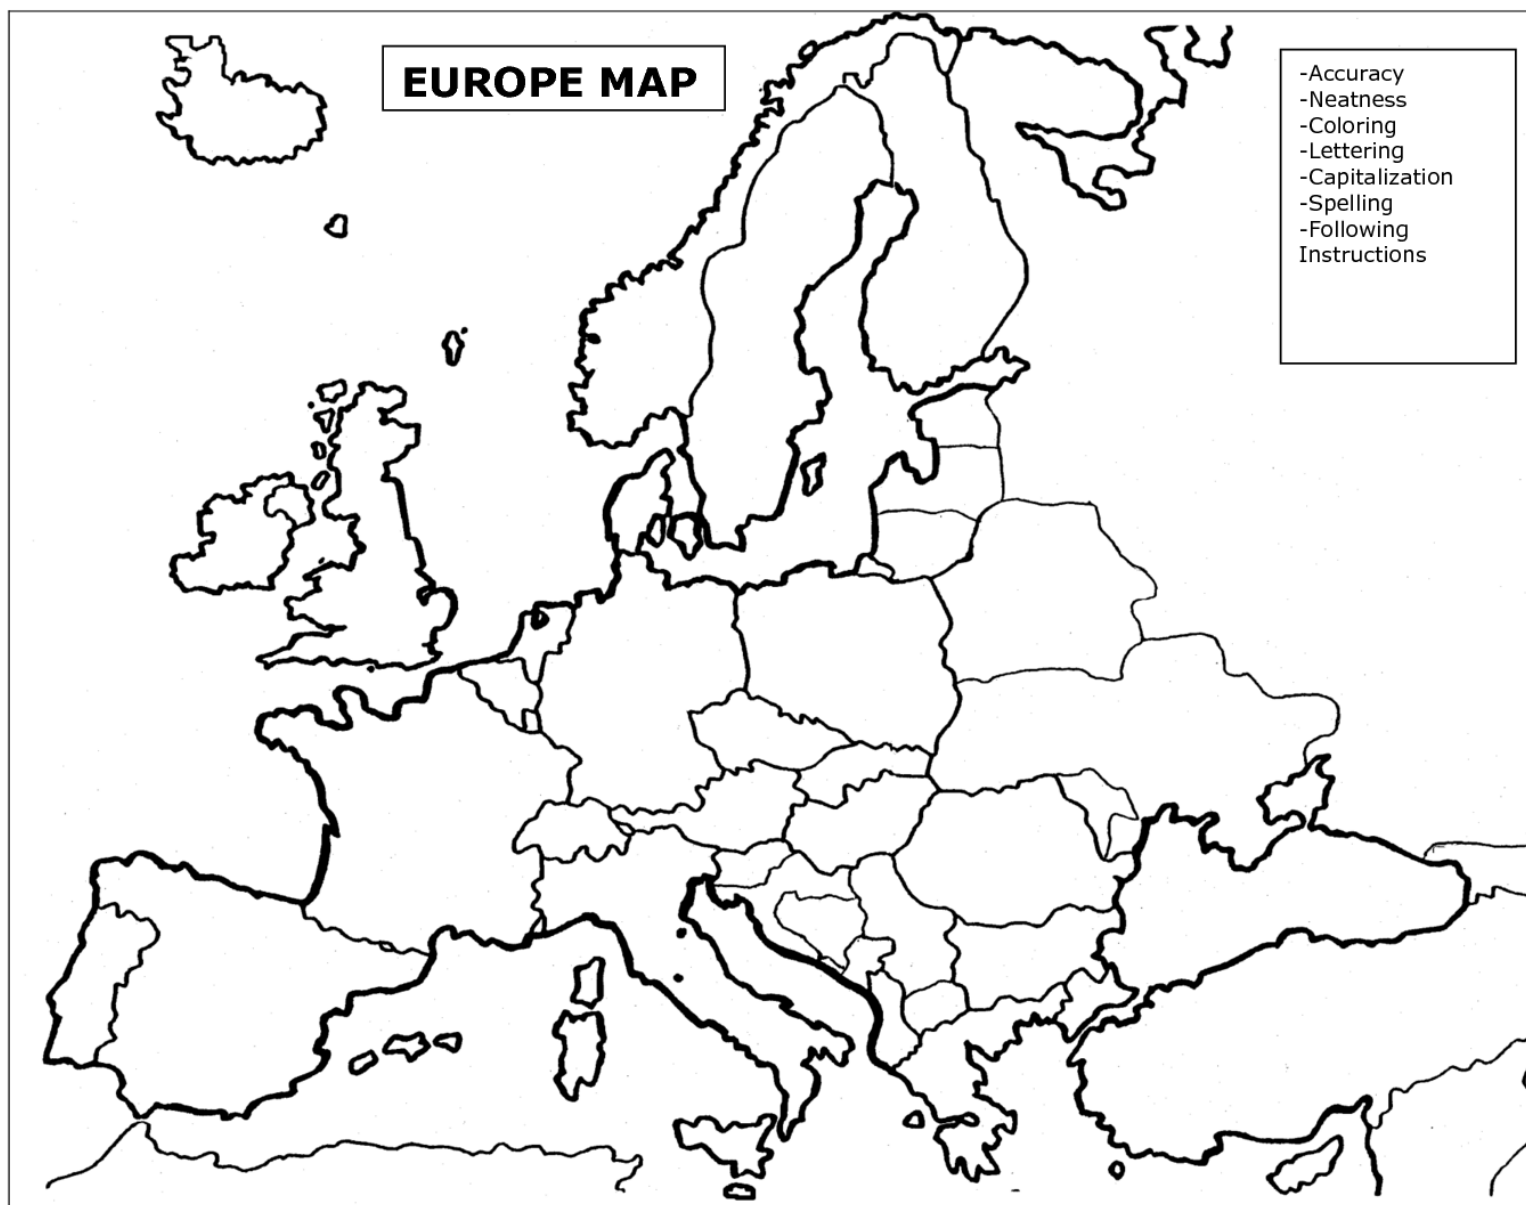 EUROPE MAP
-Accuracy
-Neatness
-Coloring
-Lettering
-Capitalization
-Spelling
-Following
Instructions